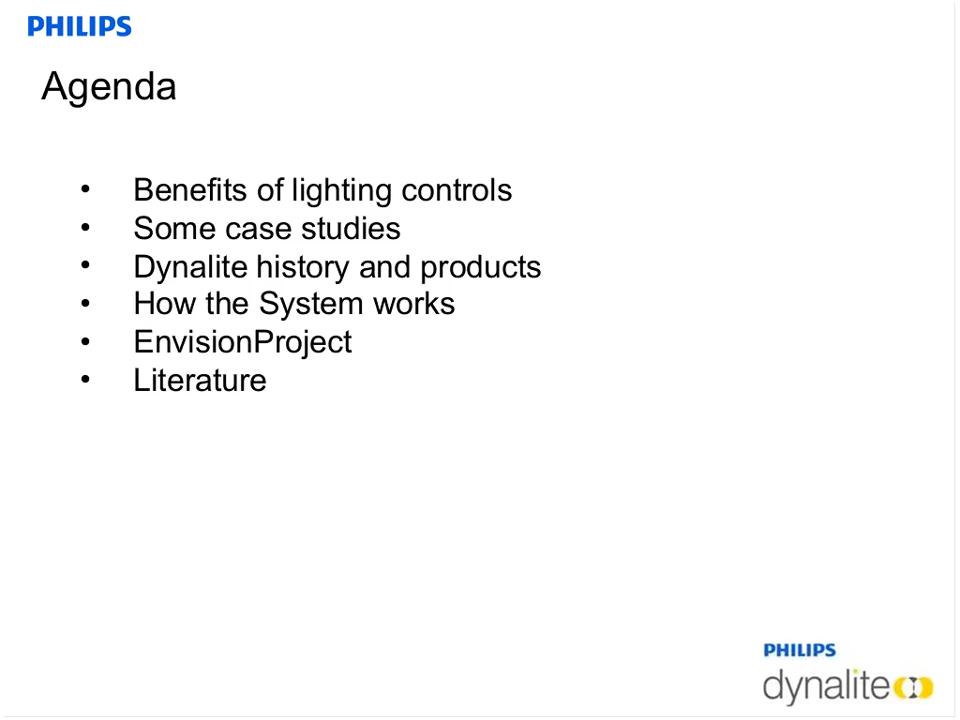 PHILIPS
Agenda
• Benefits of lighting controls
• Some case studies
• Dynalite history and products
• How the System works
• EnvisionProject
• Literature
PHILIPS
dynalite